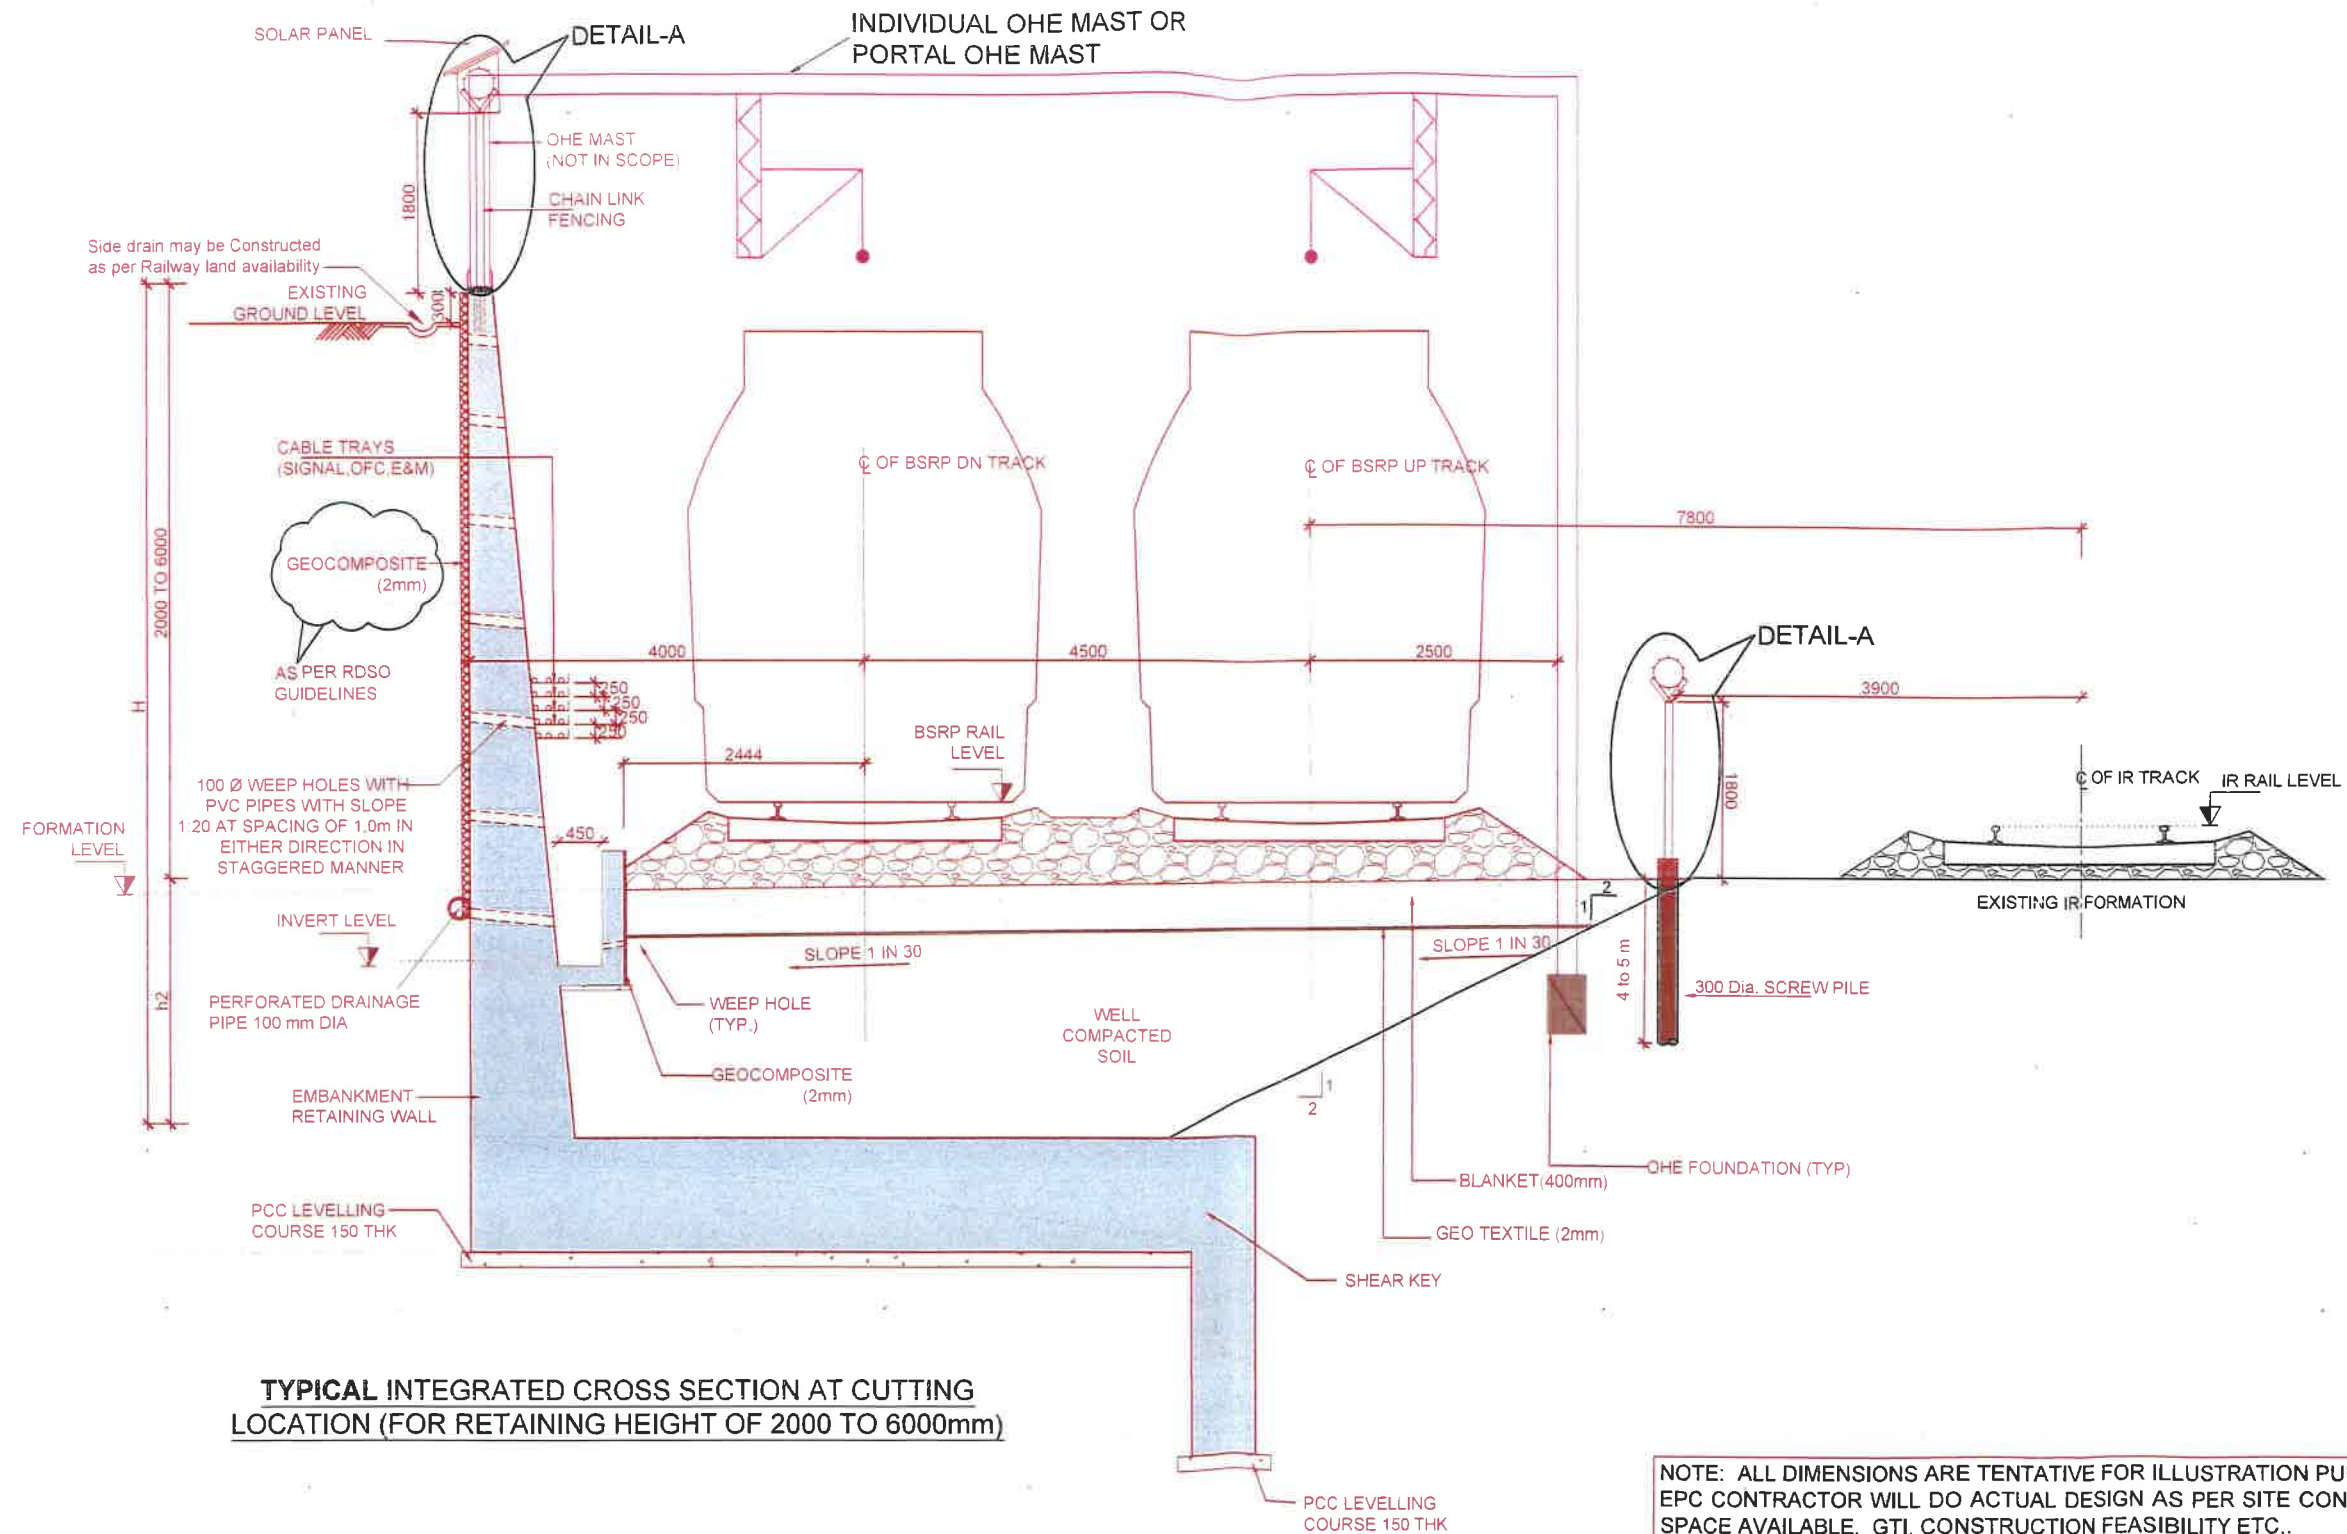 SOLAR PANEL
DETAIL-A
INDIVIDUAL OHE MAST OR
PORTAL OHE MAST
OHE MAST
(NOT IN SCOPE)
1800
CHAIN LINK
FENCING
Side drain may be Constructed
as per Railway land availability
EXISTING
GROUND LEVEL
300
CABLE TRAYS
(SIGNAL,OFC,E&M)
℄ OF BSRP DN TRACK
℄ OF BSRP UP TRACK
7800
2000 TO 6000
GEOCOMPOSITE
(2mm)
AS PER RDSO
GUIDELINES
H
4000
4500
2500
DETAIL-A
3900
250
250
250
250
BSRP RAIL
LEVEL
2444
1800
℄ OF IR TRACK
IR RAIL LEVEL
100 Ø WEEP HOLES WITH
PVC PIPES WITH SLOPE
1:20 AT SPACING OF 1.0m IN
EITHER DIRECTION IN
STAGGERED MANNER
FORMATION
LEVEL
450
2
1
EXISTING IR FORMATION
INVERT LEVEL
SLOPE 1 IN 30
SLOPE 1 IN 30
4 to 5 m
300 Dia. SCREW PILE
h2
PERFORATED DRAINAGE
PIPE 100 mm DIA
WEEP HOLE
(TYP.)
WELL
COMPACTED
SOIL
GEOCOMPOSITE
(2mm)
1
2
EMBANKMENT
RETAINING WALL
OHE FOUNDATION (TYP)
BLANKET(400mm)
PCC LEVELLING
COURSE 150 THK
GEO TEXTILE (2mm)
SHEAR KEY
TYPICAL INTEGRATED CROSS SECTION AT CUTTING
LOCATION (FOR RETAINING HEIGHT OF 2000 TO 6000mm)
PCC LEVELLING
COURSE 150 THK
NOTE: ALL DIMENSIONS ARE TENTATIVE FOR ILLUSTRATION PU
EPC CONTRACTOR WILL DO ACTUAL DESIGN AS PER SITE CON
SPACE AVAILABLE, GTI, CONSTRUCTION FEASIBILITY ETC..